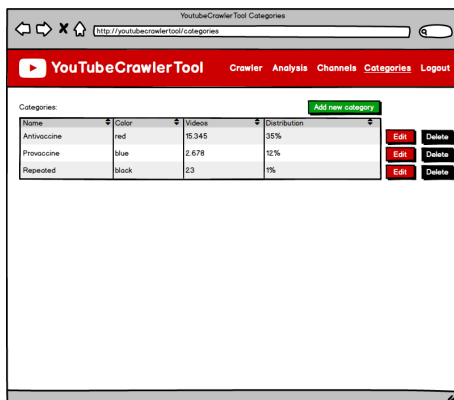 YoutubeCrawlerTool Categories
http://youtubecrawlertool/categories
YouTubeCrawlerTool Crawler Analysis Channels Categories Logout
Categories: Add new category
Name Color Videos Distribution
Antivaccine red 15.345 35% Edit Delete
Provaccine blue 2.678 12% Edit Delete
Repeated black 23 1% Edit Delete